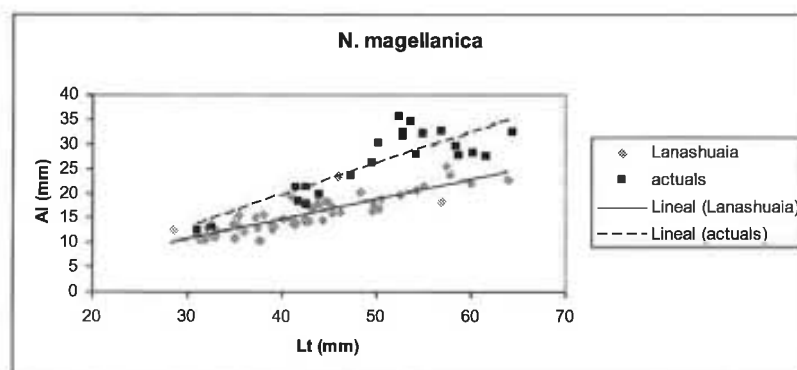 N. magellanica
40
35
30
25
20
15
10
5
0
Al (mm)
20 30 40 50 60 70
Lt (mm)
Lanashuaia
actuals
Lineal (Lanashuaia)
Lineal (actuals)